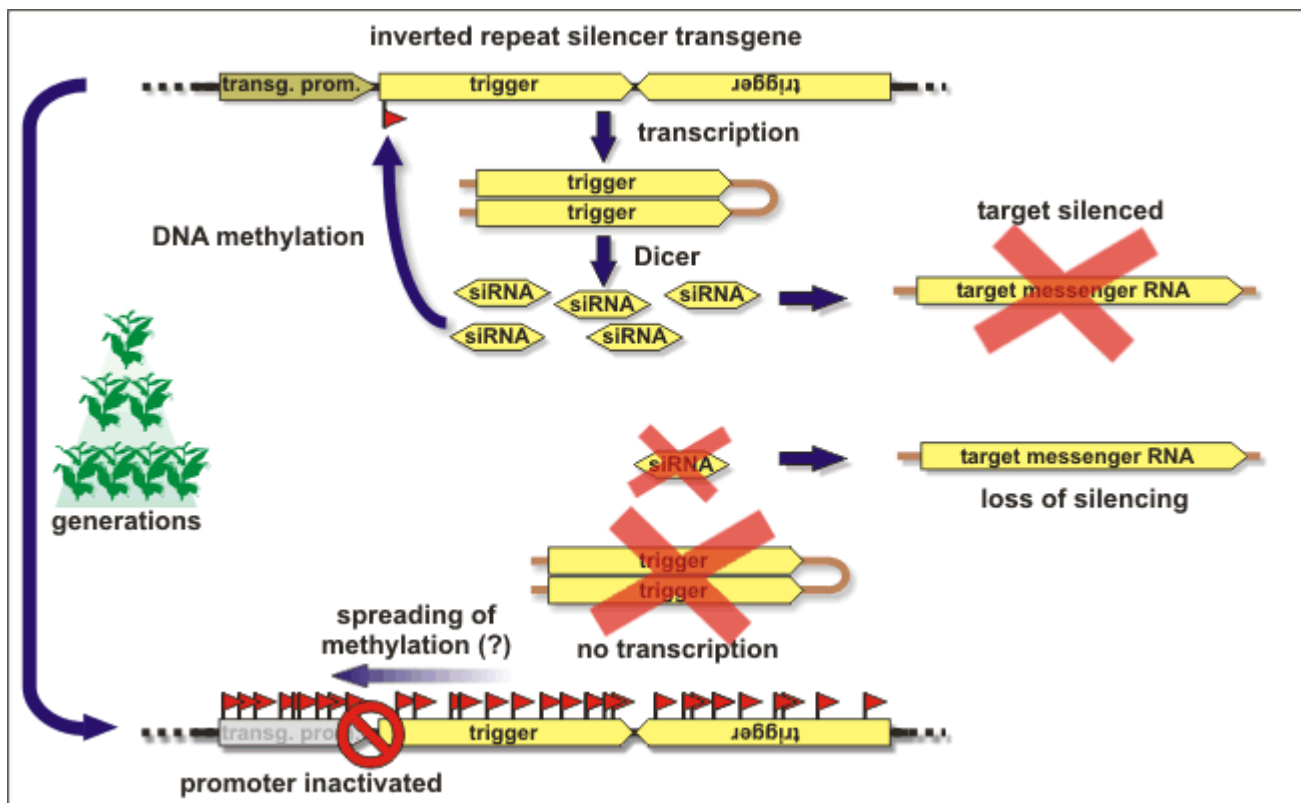 inverted repeat silencer transgene
transg. prom.
trigger
trigger
transcription
trigger
trigger
DNA methylation
Dicer
target silenced
siRNA
siRNA
siRNA
siRNA
siRNA
target messenger RNA
generations
siRNA
target messenger RNA
loss of silencing
trigger
trigger
no transcription
spreading of
methylation (?)
transg. prom.
trigger
trigger
promoter inactivated